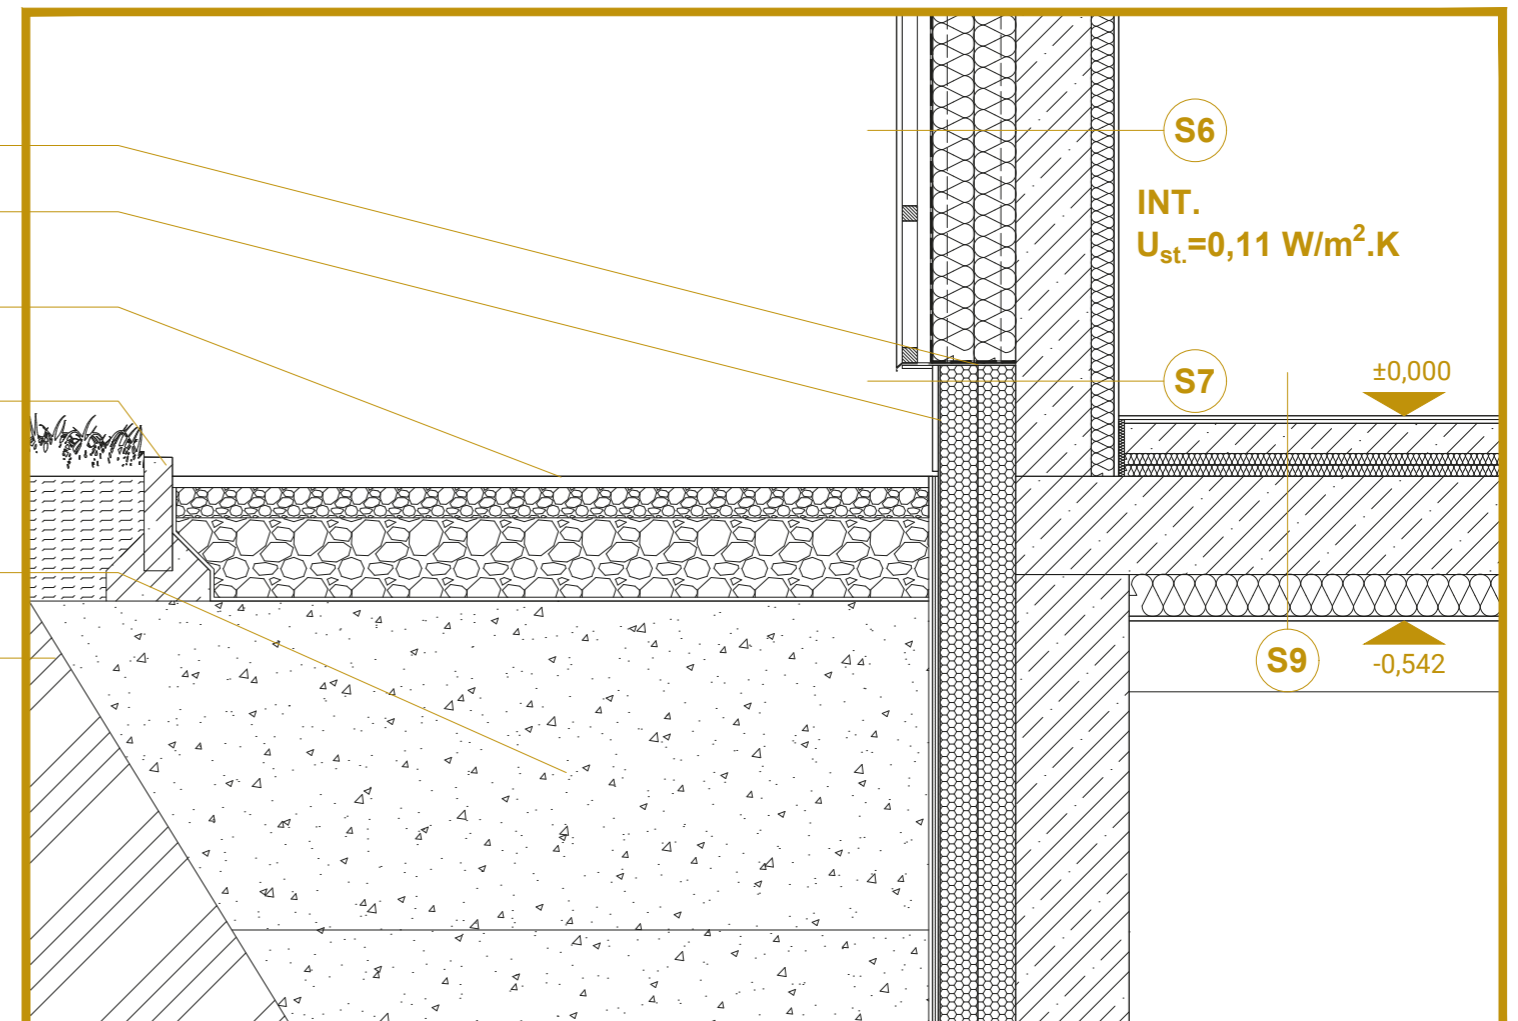 S6
INT.
Ust.=0,11 W/m².K
S7
±0,000
S9
-0,542